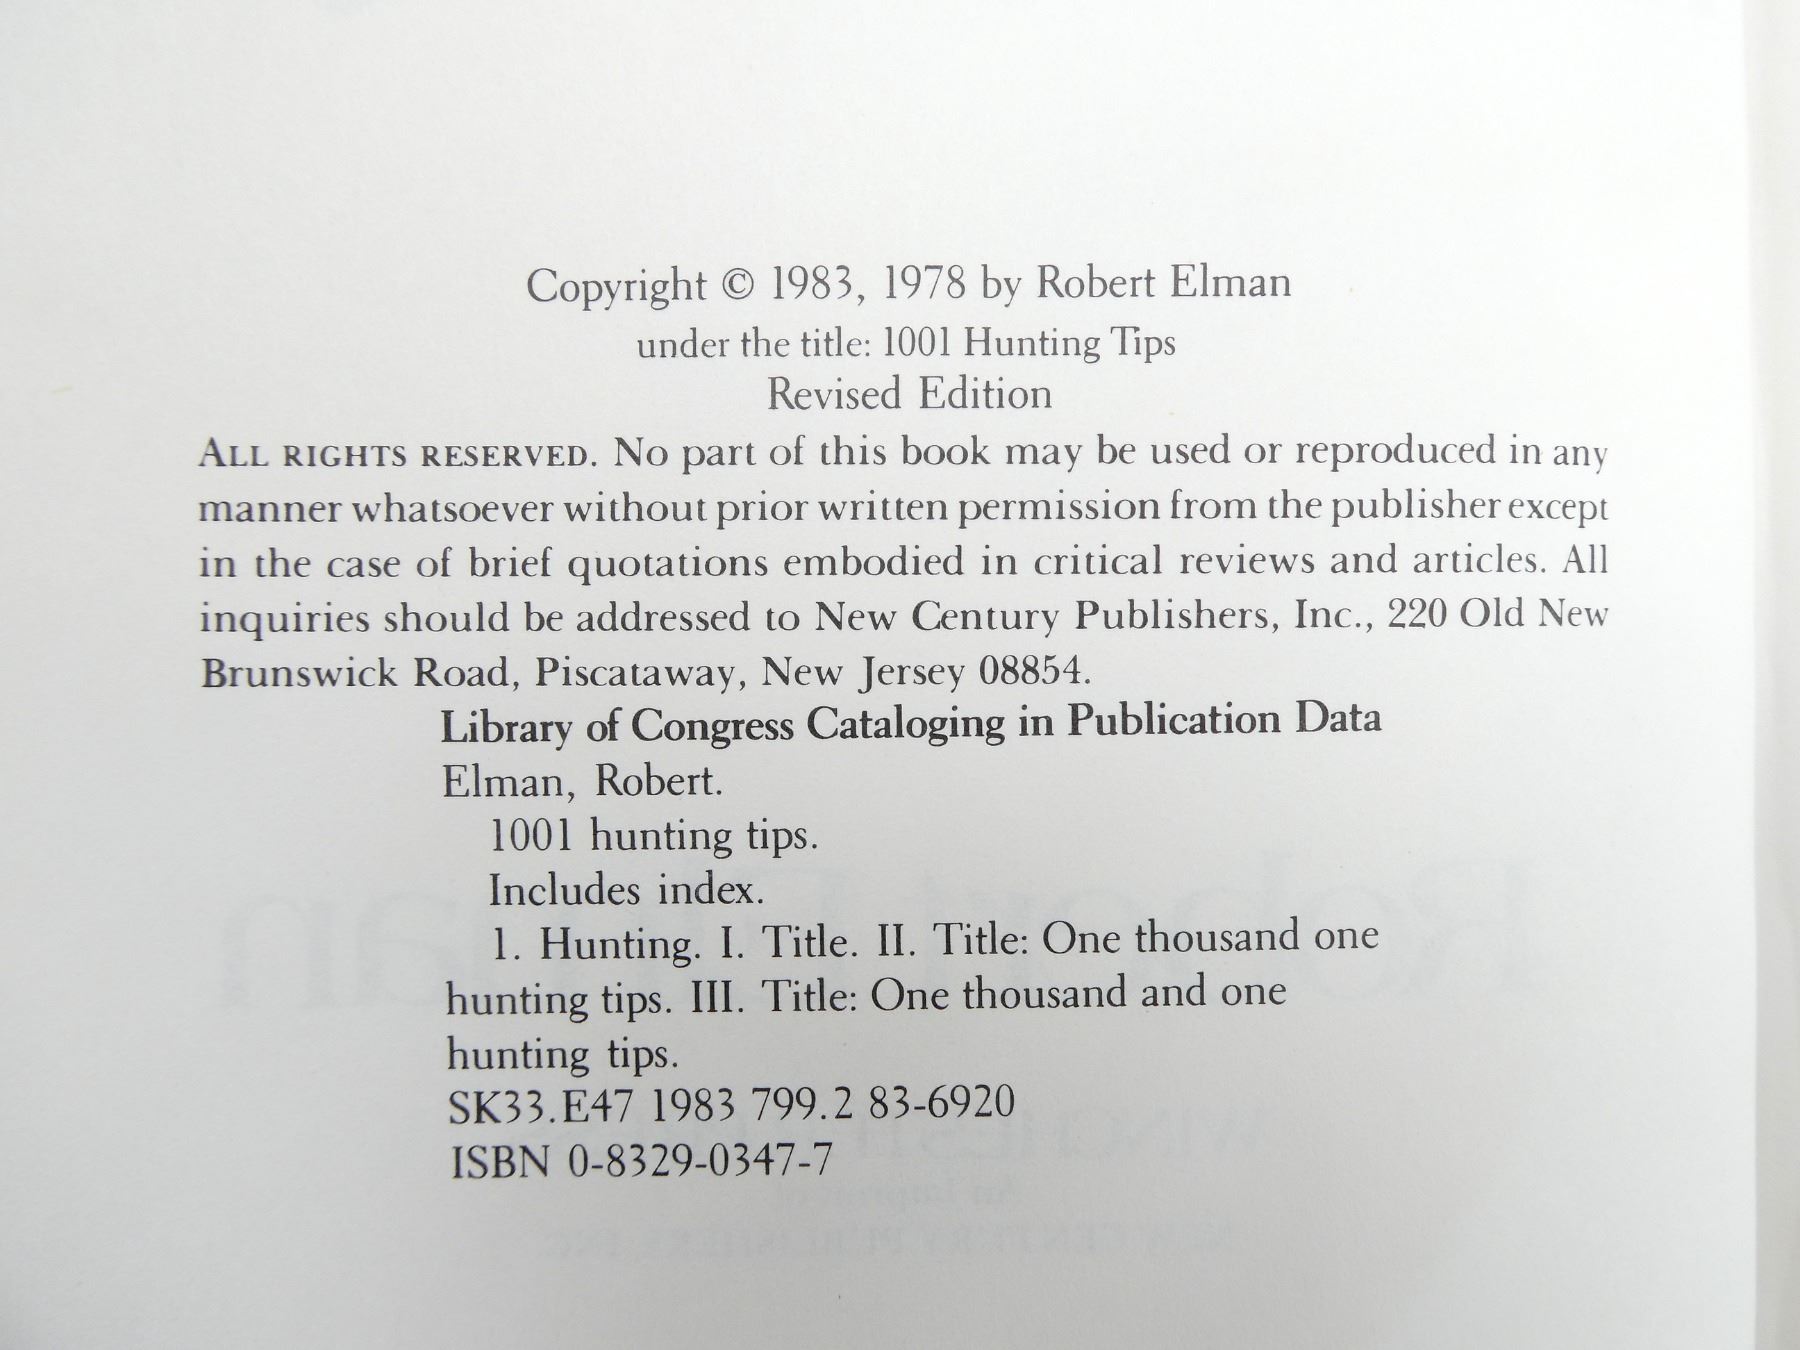 Copyright © 1983, 1978 by Robert Elman
under the title: 1001 Hunting Tips
Revised Edition
ALL RIGHTS RESERVED. No part of this book may be used or reproduced in any
manner whatsoever without prior written permission from the publisher except
in the case of brief quotations embodied in critical reviews and articles. All
inquiries should be addressed to New Century Publishers, Inc., 220 Old New
Brunswick Road, Piscataway, New Jersey 08854.
Library of Congress Cataloging in Publication Data
Elman, Robert.
1001 hunting tips.
Includes index.
1. Hunting. I. Title. II. Title: One thousand one
hunting tips. III. Title: One thousand and one
hunting tips.
SK33.E47 1983 799.2 83-6920
ISBN 0-8329-0347-7